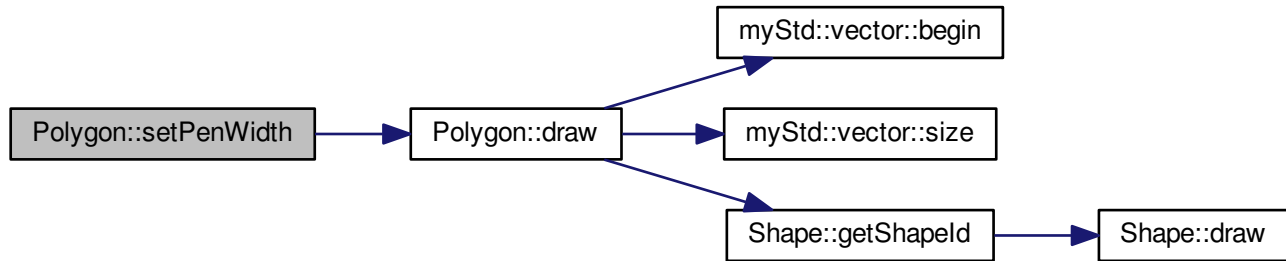 myStd::vector::begin
Polygon::setPenWidth
Polygon::draw
myStd::vector::size
Shape::getShapeId
Shape::draw